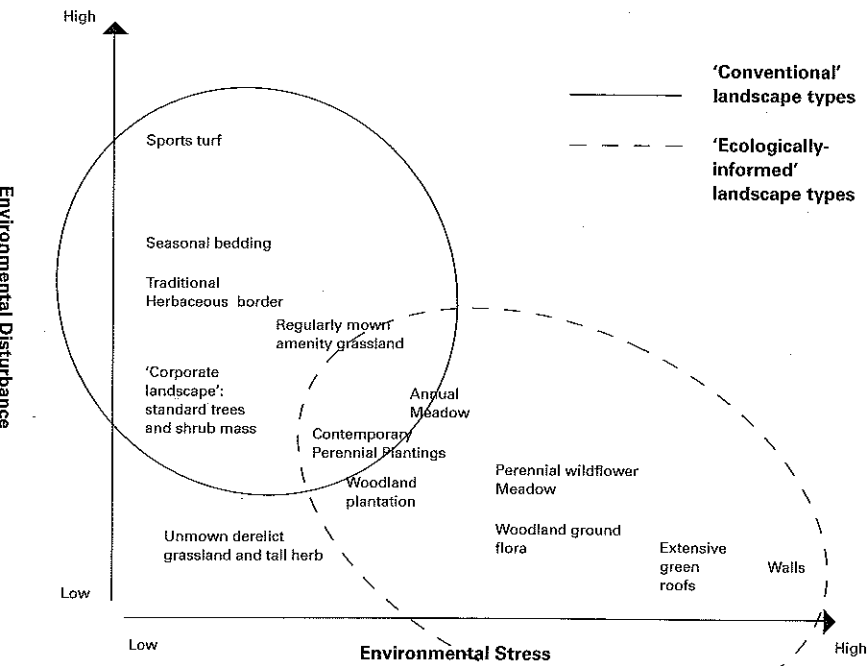 High
'Conventional'
landscape types
'Ecologically-
informed'
landscape types
Environmental Disturbance
Sports turf
Seasonal bedding
Traditional
Herbaceous border
Regularly mown
amenity grassland
'Corporate
landscape':
standard trees
and shrub mass
Annual
Meadow
Contemporary
Perennial Plantings
Woodland
plantation
Perennial wildflower
Meadow
Unmown derelict
grassland and tall herb
Woodland ground
flora
Extensive
green
roofs
Walls
Low
Low
Environmental Stress
High